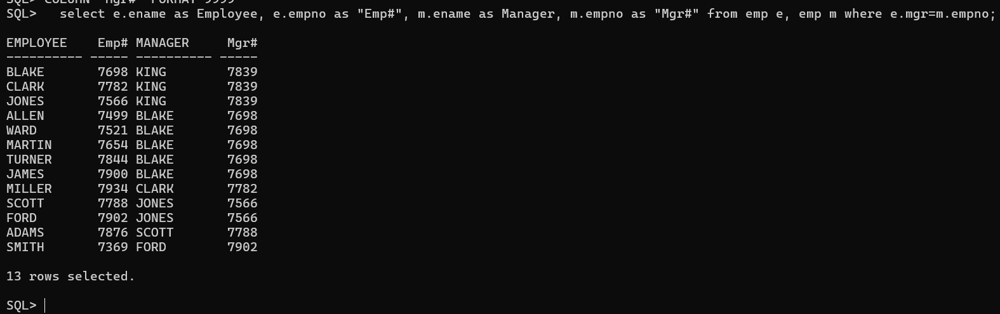 SQL> COLUMN "Mgr#" FORMAT 9999
SQL>   select e.ename as Employee, e.empno as "Emp#", m.ename as Manager, m.empno as "Mgr#" from emp e, emp m where e.mgr=m.empno;
EMPLOYEE    Emp# MANAGER     Mgr#
---------- ----- ---------- -----
BLAKE       7698 KING        7839
CLARK       7782 KING        7839
JONES       7566 KING        7839
ALLEN       7499 BLAKE       7698
WARD        7521 BLAKE       7698
MARTIN      7654 BLAKE       7698
TURNER      7844 BLAKE       7698
JAMES       7900 BLAKE       7698
MILLER      7934 CLARK       7782
SCOTT       7788 JONES       7566
FORD        7902 JONES       7566
ADAMS       7876 SCOTT       7788
SMITH       7369 FORD        7902
13 rows selected.
SQL>